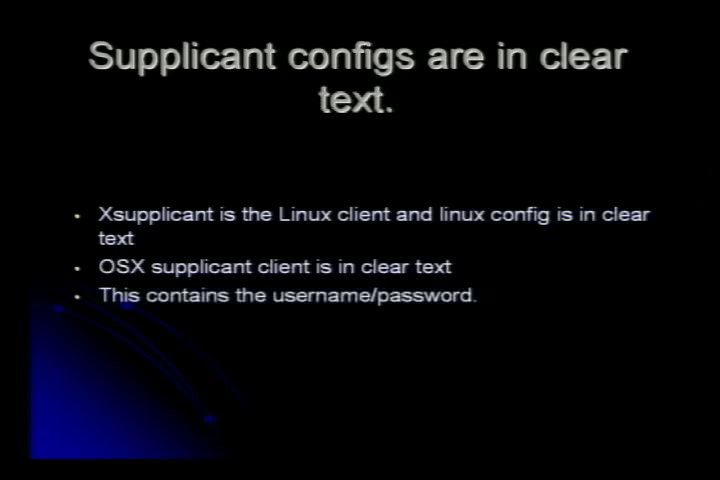 Supplicant configs are in clear
text.
• Xsupplicant is the Linux client and linux config is in clear
text
• OSX supplicant client is in clear text
• This contains the username/password.